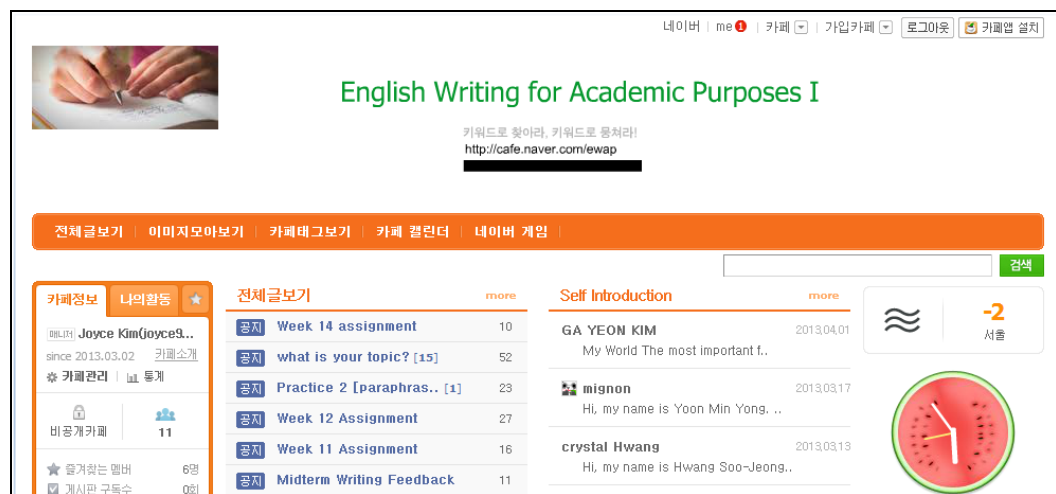 네이버 me 1 카페 가입카페 로그아웃 카페앱 설치
English Writing for Academic Purposes I
키워드로 찾아라, 키워드로 뭉쳐라!
http://cafe.naver.com/ewap
전체글보기 이미지모아보기 카페태그보기 카페 캘린더 네이버 게임
검색
카페정보 나의활동
매니저 Joyce Kim(joyce9...
since 2013.03.02 카페소개
카페관리 통계
비공개카페 11
즐겨찾는 멤버 6명
게시판 구독수 0회
전체글보기 more
공지 Week 14 assignment 10
공지 what is your topic? [15] 52
공지 Practice 2 [paraphras.. [1] 23
공지 Week 12 Assignment 27
공지 Week 11 Assignment 16
공지 Midterm Writing Feedback 11
Self Introduction more
GA YEON KIM 2013.04.01
My World The most important f..
mignon 2013.03.17
Hi, my name is Yoon Min Yong. ..
crystal Hwang 2013.03.13
Hi, my name is Hwang Soo-Jeong..
-2
서울